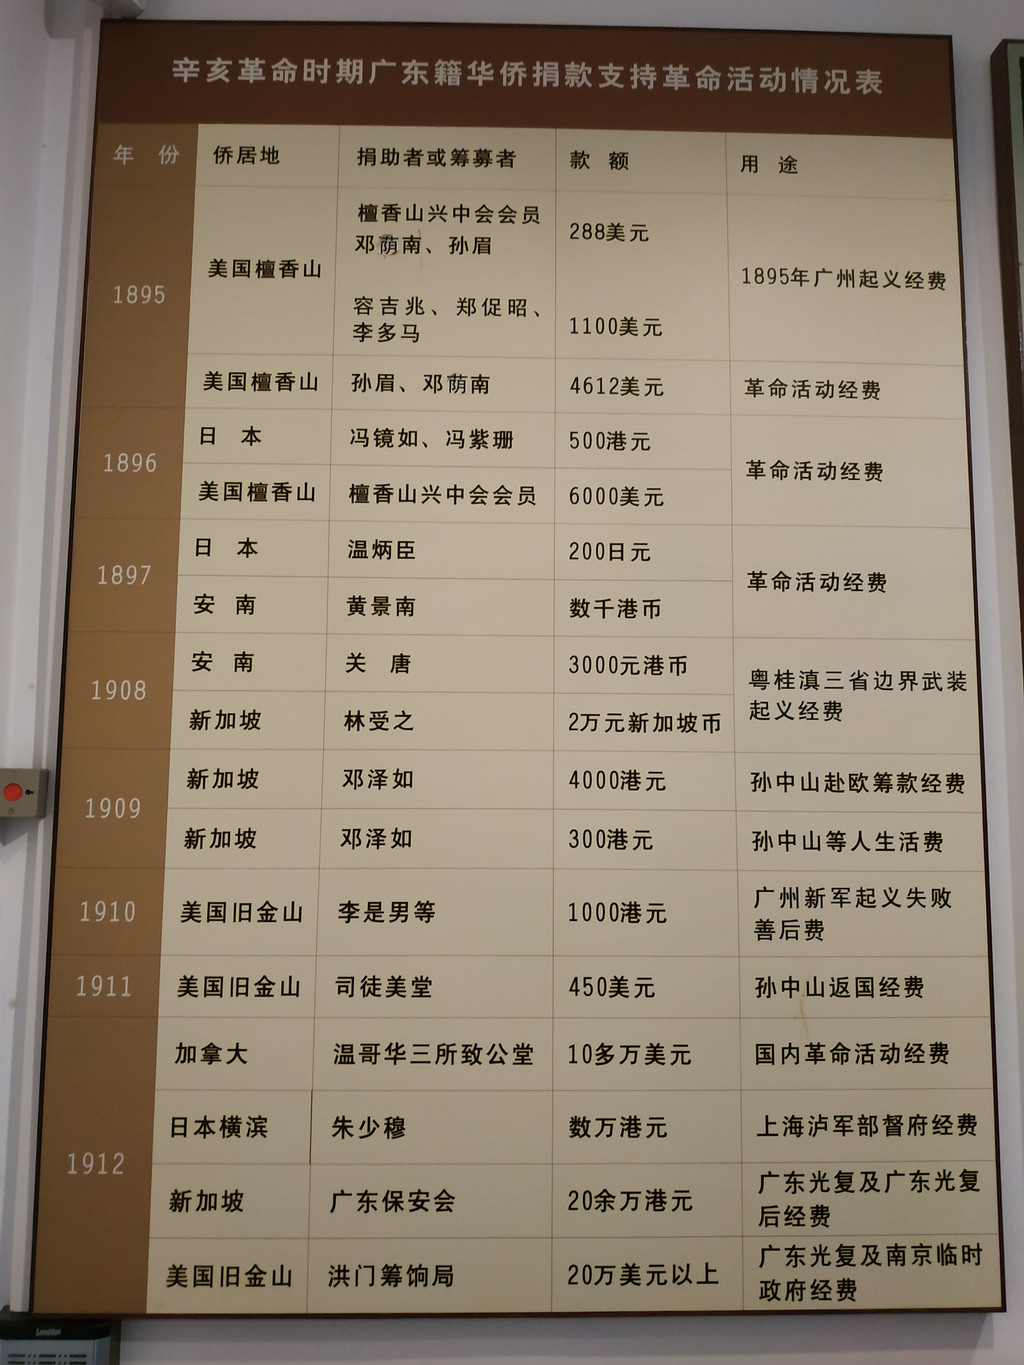 辛亥革命时期广东籍华侨捐款支持革命活动情况表
年 份 侨居地 捐助者或筹募者 款 额 用 途
1895 美国檀香山 檀香山兴中会会员 288美元 1895年广州起义经费
邓荫南、孙眉
容吉兆、郑促昭、 1100美元
李多马
美国檀香山 孙眉、邓荫南 4612美元 革命活动经费
1896 日 本 冯镜如、冯紫珊 500港元 革命活动经费
美国檀香山 檀香山兴中会会员 6000美元
1897 日 本 温炳臣 200日元 革命活动经费
安 南 黄景南 数千港币
1908 安 南 关 唐 3000元港币 粤桂滇三省边界武装
起义经费
新加坡 林受之 2万元新加坡币
1909 新加坡 邓泽如 4000港元 孙中山赴欧筹款经费
新加坡 邓泽如 300港元 孙中山等人生活费
1910 美国旧金山 李是男等 1000港元 广州新军起义失败
善后费
1911 美国旧金山 司徒美堂 450美元 孙中山返国经费
1912 加拿大 温哥华三所致公堂 10多万美元 国内革命活动经费
日本横滨 朱少穆 数万港元 上海泸军部督府经费
新加坡 广东保安会 20余万港元 广东光复及广东光复
后经费
美国旧金山 洪门筹饷局 20万美元以上 广东光复及南京临时
政府经费